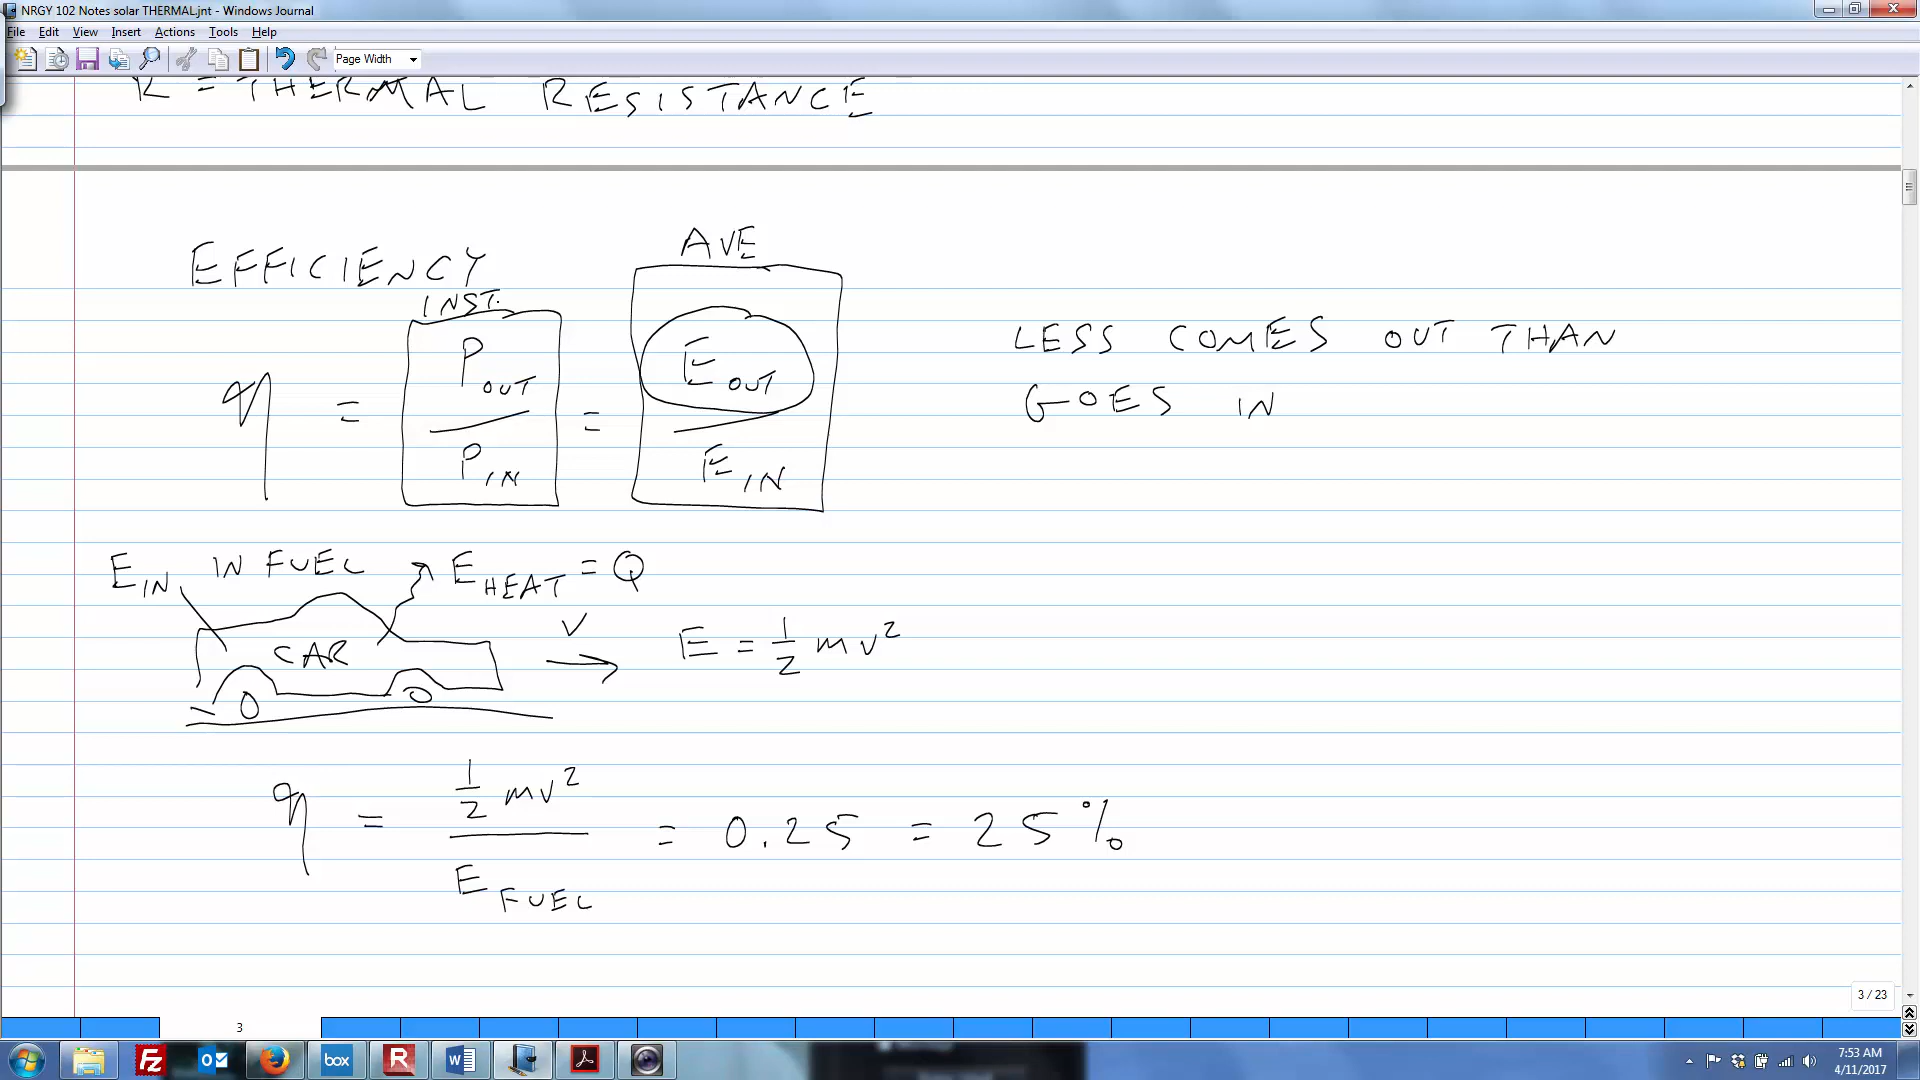 NRGY 102 Notes solar THERMAL.jnt - Windows Journal
File Edit View Insert Actions Tools Help
Page Width
R = THERMAL RESISTANCE
EFFICIENCY
INST.
AVE
η = P OUT / P IN = E OUT / E IN
LESS COMES OUT THAN
GOES IN
E IN IN FUEL
E HEAT = Q
CAR
V
E = 1/2 mv²
η = 1/2 mv² / E FUEL = 0.25 = 25%
3 / 23
3
Fz
O
box
R
W
7:53 AM
4/11/2017